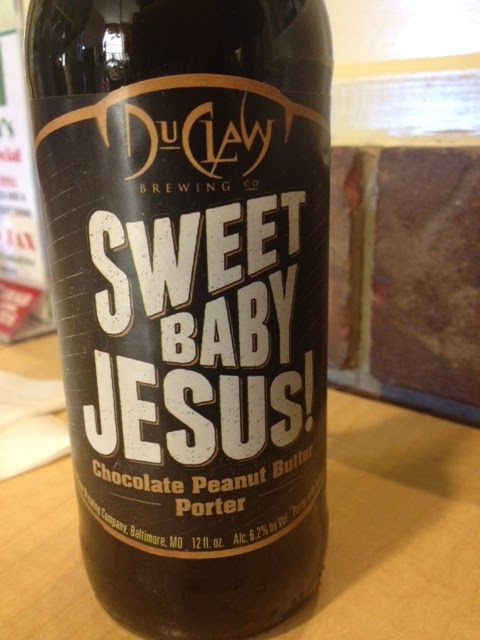 DUCLAW
BREWING CO
SWEET
BABY
JESUS!
Chocolate Peanut Butter
Porter
Brewing Company, Baltimore, MD 12 fl. oz. Alc. 6.2% by Vol